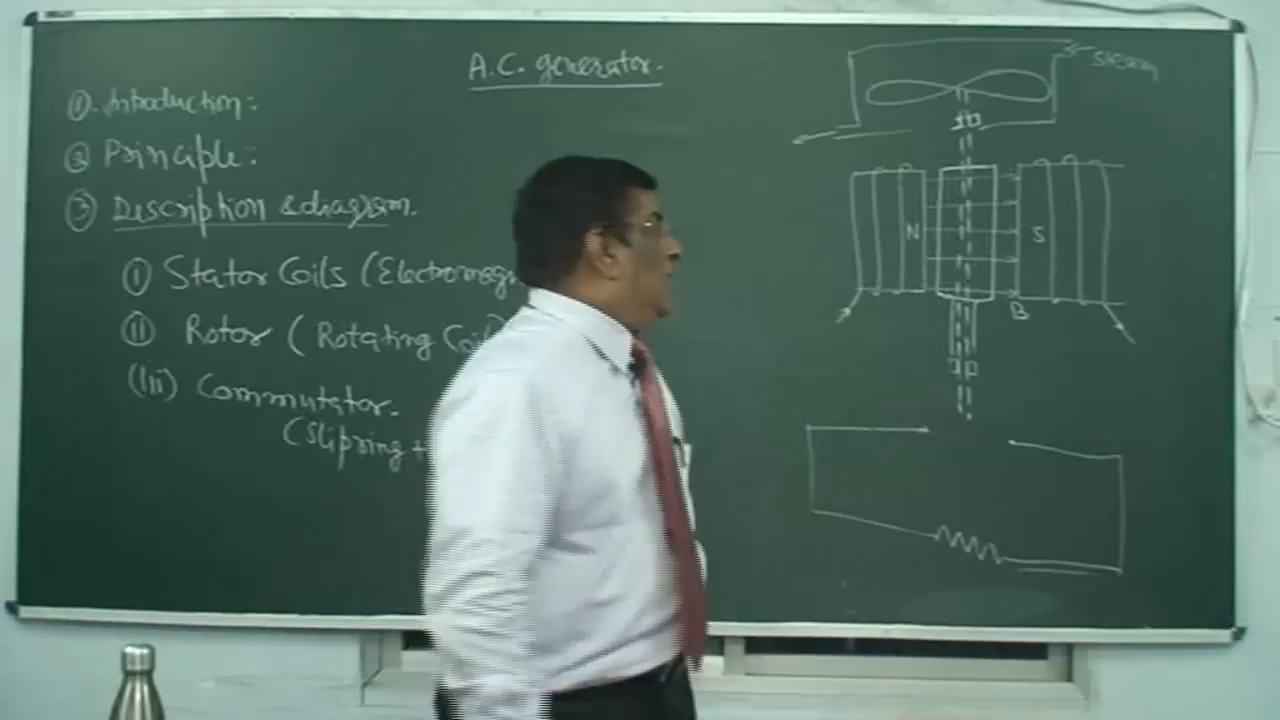 A.C. generator.
① Introduction:
② Principle:
③ Description & diagram.
① Stator Coils (Electromagn
ⓘⓘ Rotor ( Rotating Coil)
(iii) Commutator.
(Slipring +
steam
N
S
B